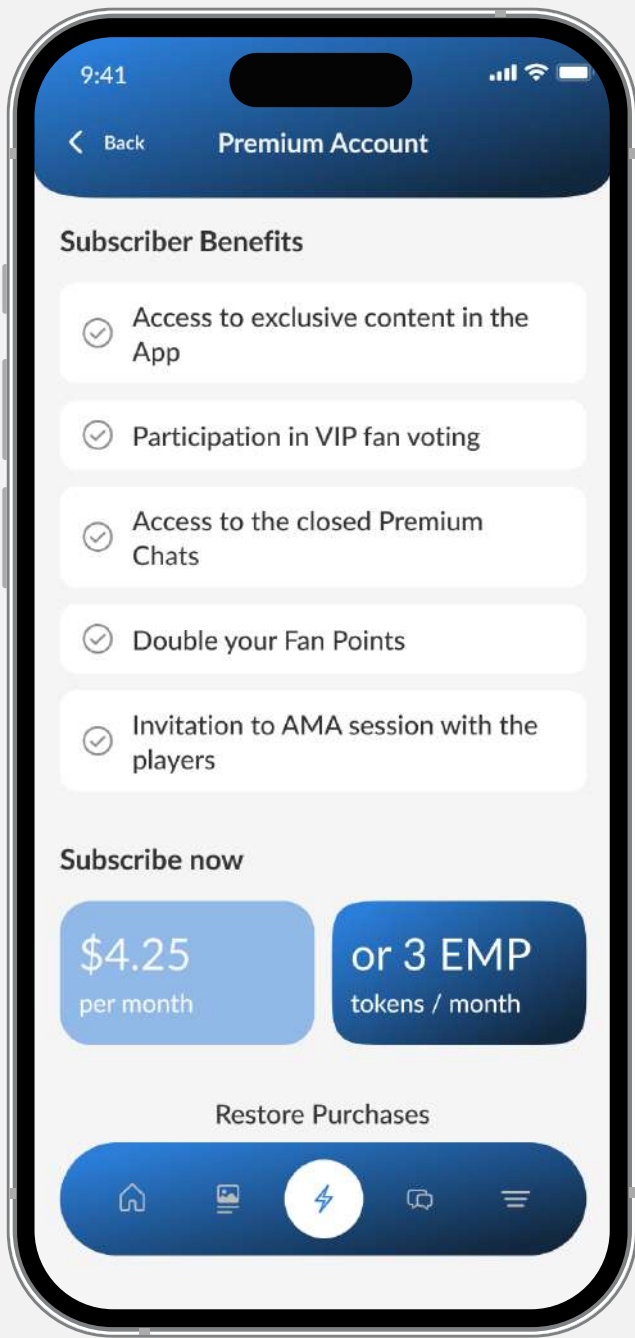 9:41
Back
Premium Account
Subscriber Benefits
Access to exclusive content in the
App
Participation in VIP fan voting
Access to the closed Premium
Chats
Double your Fan Points
Invitation to AMA session with the
players
Subscribe now
$4.25
per month
or 3 EMP
tokens / month
Restore Purchases